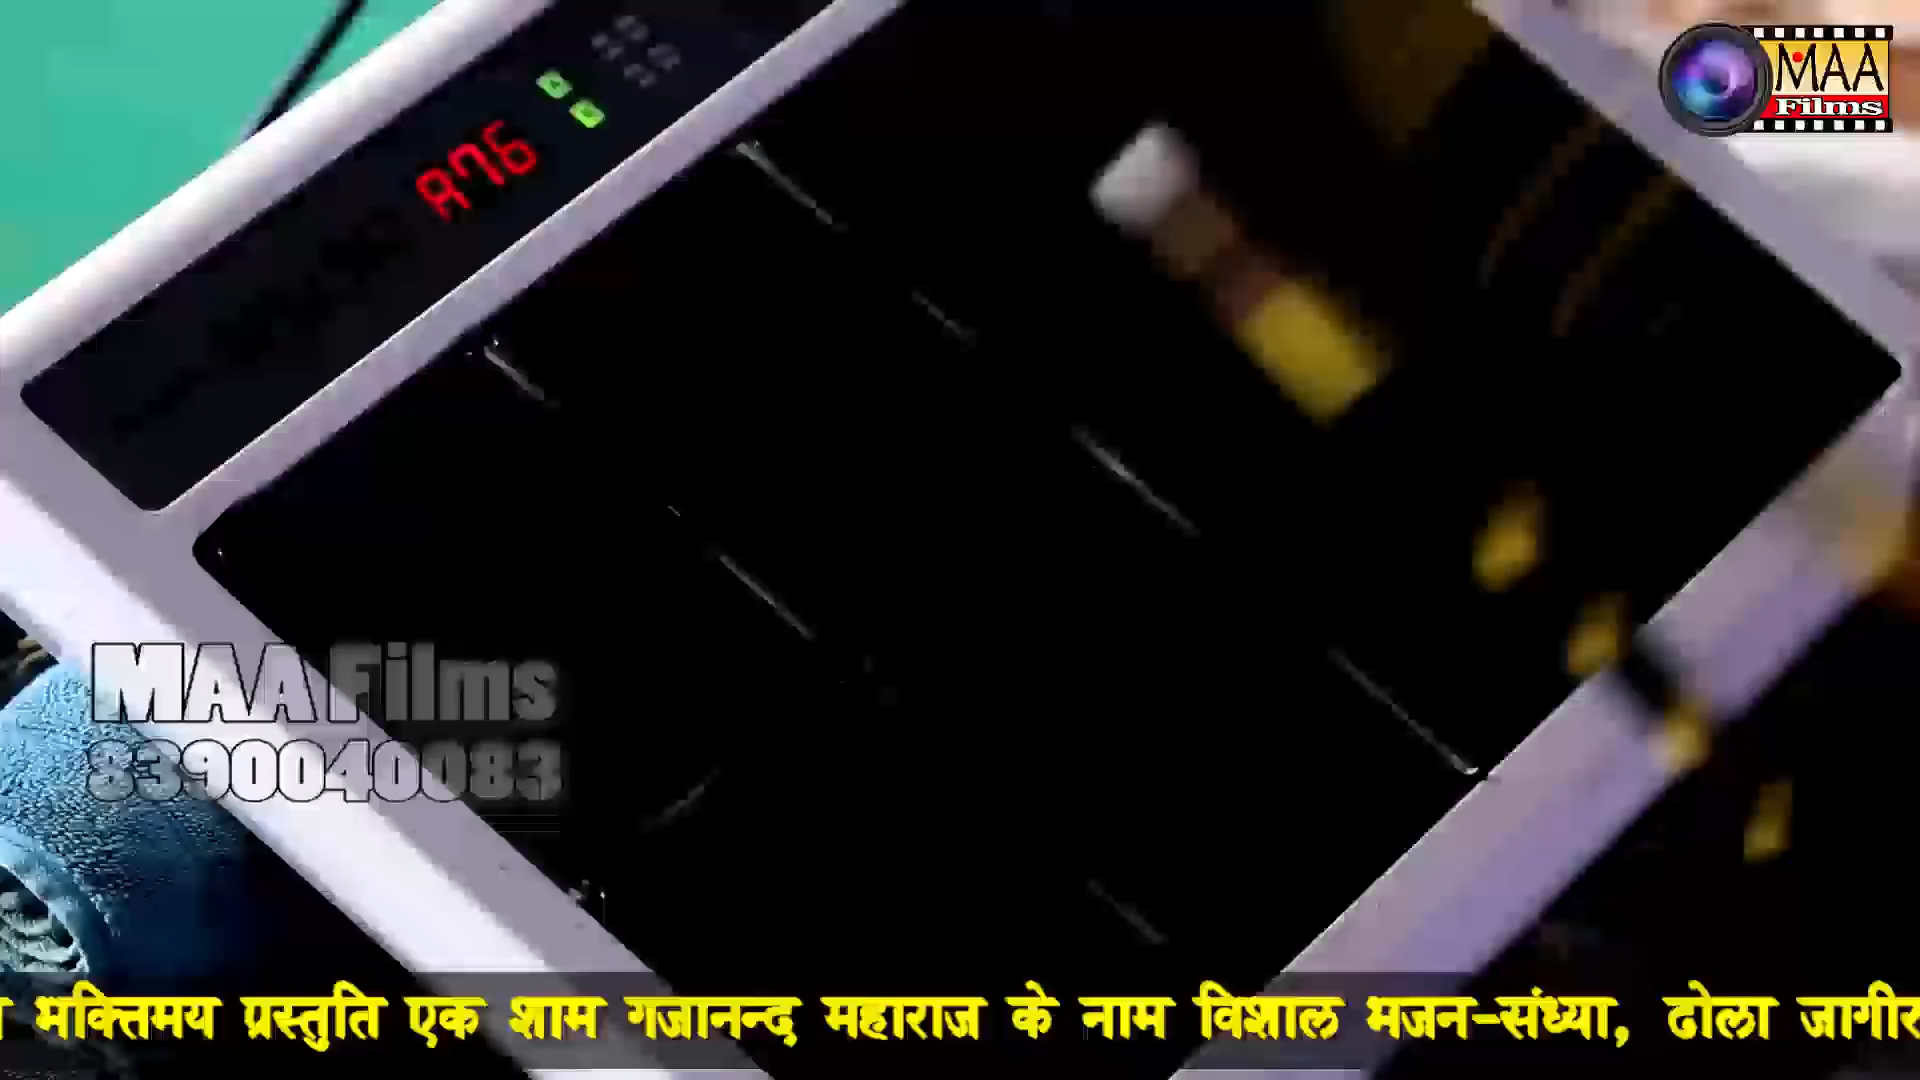 MAA
Films
A76
MAA Films
8390040083
भक्तिमय प्रस्तुति एक शाम गजानन्द महाराज के नाम विशाल भजन-संध्या, ढोला जागीर